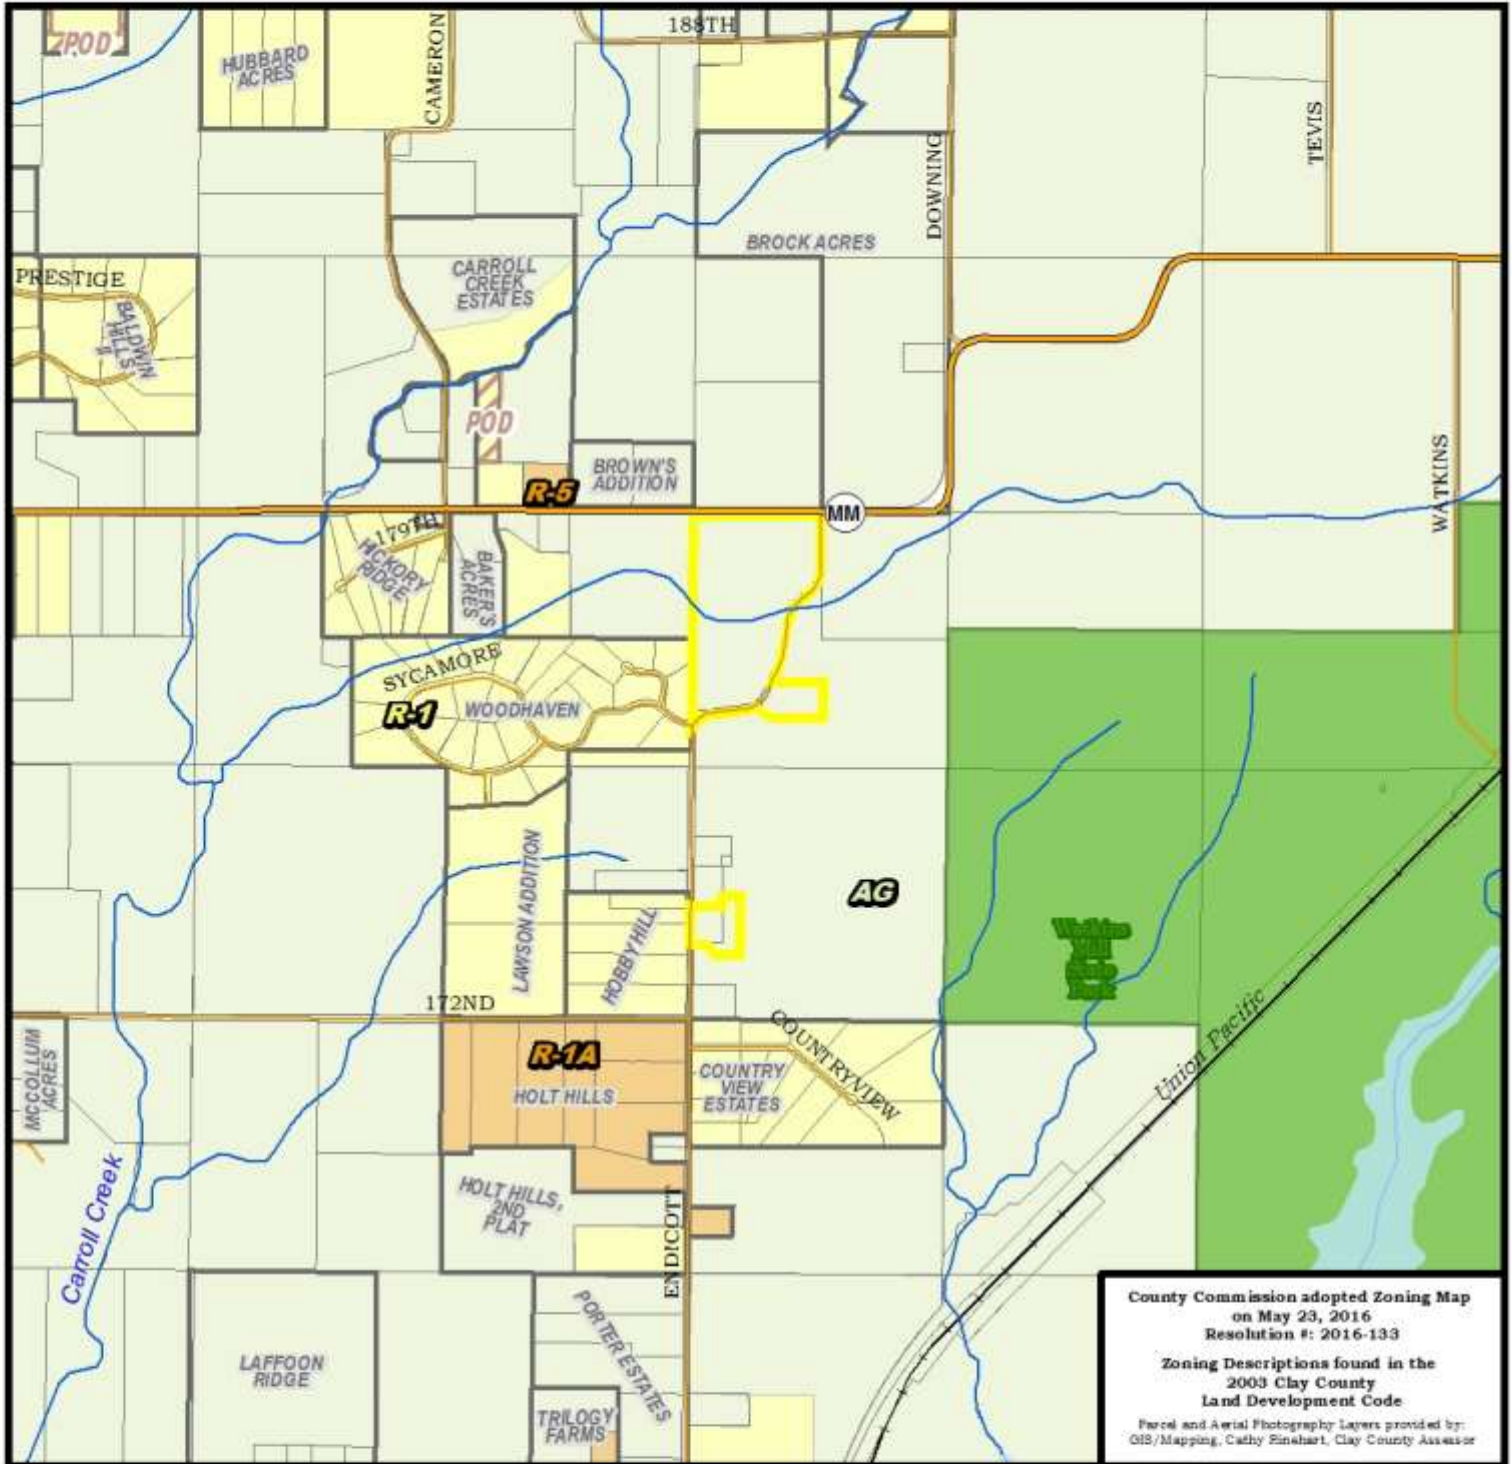 188TH
2POD
HUBBARD
ACRES
CAMERON
TEVIS
DOWNING
BROCK ACRES
CARROLL
CREEK
ESTATES
PRESTIGE
BALDWIN
HILLS,
II
POD
BROWN'S
ADDITION
R-5
WATKINS
MM
179TH
HICKORY
RIDGE
BAKER'S
ACRES
SYCAMORE
R-1
WOODHAVEN
LAWSON ADDITION
AG
HOBBY HILL
Watkins
Mill
State
Park
172ND
MCCOLLUM
ACRES
R-1A
HOLT HILLS
COUNTRYVIEW
COUNTRY
VIEW
ESTATES
Union Pacific
Carroll Creek
HOLT HILLS,
2ND
PLAT
ENDICOTT
PORTER ESTATES
LAFFOON
RIDGE
TRILOGY
FARMS
County Commission adopted Zoning Map
on May 23, 2016
Resolution #: 2016-133
Zoning Descriptions found in the
2003 Clay County
Land Development Code
Parcel and Aerial Photography Layers provided by:
GIS/Mapping, Cathy Rinehart, Clay County Assessor